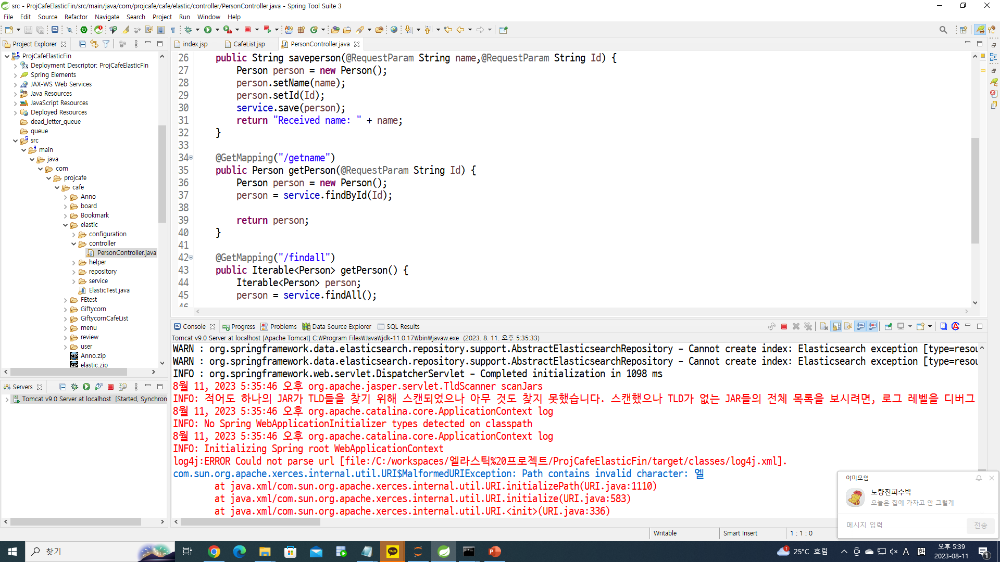 src - ProjCafeElasticFin/src/main/java/com/projcafe/cafe/elastic/controller/PersonController.java - Spring Tool Suite 3
File Edit Source Refactor Navigate Search Project Run Window Help
Project Explorer
ProjCafeElasticFin
Deployment Descriptor: ProjCafeElasticFin
Spring Elements
JAX-WS Web Services
Java Resources
JavaScript Resources
Deployed Resources
dead_letter_queue
queue
src
main
java
com
projcafe
cafe
Anno
board
Bookmark
elastic
configuration
controller
PersonController.java
helper
repository
service
ElasticTest.java
FEtest
Giftycorn
GiftycornCafeList
menu
review
user
Anno.zip
elastic.zip
Servers
Tomcat v9.0 Server at localhost [Started, Synchron
index.jsp CafeList.jsp PersonController.java
26 public String saveperson(@RequestParam String name,@RequestParam String Id) {
27 Person person = new Person();
28 person.setName(name);
29 person.setId(Id);
30 service.save(person);
31 return "Received name: " + name;
32 }
33
34 @GetMapping("/getname")
35 public Person getPerson(@RequestParam String Id) {
36 Person person = new Person();
37 person = service.findById(Id);
38
39 return person;
40 }
41
42 @GetMapping("/findall")
43 public Iterable<Person> getPerson() {
44 Iterable<Person> person;
45 person = service.findAll();
Console Progress Problems Data Source Explorer SQL Results
Tomcat v9.0 Server at localhost [Apache Tomcat] C:₩Program Files₩Java₩jdk-11.0.17₩bin₩javaw.exe (2023. 8. 11. 오후 5:35:33)
WARN : org.springframework.data.elasticsearch.repository.support.AbstractElasticsearchRepository - Cannot create index: Elasticsearch exception [type=resou
WARN : org.springframework.data.elasticsearch.repository.support.AbstractElasticsearchRepository - Cannot create index: Elasticsearch exception [type=resou
INFO : org.springframework.web.servlet.DispatcherServlet - Completed initialization in 1098 ms
8월 11, 2023 5:35:46 오후 org.apache.jasper.servlet.TldScanner scanJars
INFO: 적어도 하나의 JAR가 TLD들을 찾기 위해 스캔되었으나 아무 것도 찾지 못했습니다. 스캔했으나 TLD가 없는 JAR들의 전체 목록을 보시려면, 로그 레벨을 디버그
8월 11, 2023 5:35:46 오후 org.apache.catalina.core.ApplicationContext log
INFO: No Spring WebApplicationInitializer types detected on classpath
8월 11, 2023 5:35:46 오후 org.apache.catalina.core.ApplicationContext log
INFO: Initializing Spring root WebApplicationContext
log4j:ERROR Could not parse url [file:/C:/workspaces/엘라스틱%20프로젝트/ProjCafeElasticFin/target/classes/log4j.xml].
com.sun.org.apache.xerces.internal.util.URI$MalformedURIException: Path contains invalid character: 엘
at java.xml/com.sun.org.apache.xerces.internal.util.URI.initializePath(URI.java:1110)
at java.xml/com.sun.org.apache.xerces.internal.util.URI.initialize(URI.java:583)
at java.xml/com.sun.org.apache.xerces.internal.util.URI.<init>(URI.java:336)
야미모임
노량진피수박
오늘은 집에 가자고 안 그럴게
메시지 입력
전송
Writable Smart Insert 1 : 1 : 0
찾기
TALK
25°C 흐림
A
한
오후 5:39
2023-08-11